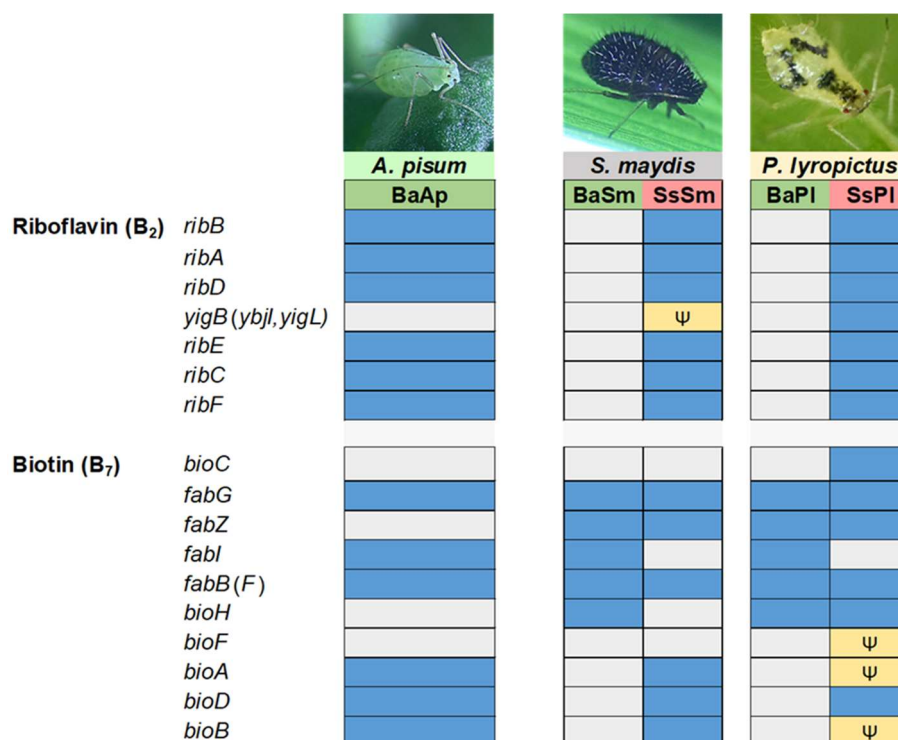 A. pisum S. maydis P. lyropictus
BaAp BaSm SsSm BaPl SsPl
Riboflavin (B₂) ribB
ribA
ribD
yigB (ybjI, yigL) Ψ
ribE
ribC
ribF
Biotin (B₇) bioC
fabG
fabZ
fabI
fabB (F)
bioH
bioF Ψ
bioA Ψ
bioD
bioB Ψ